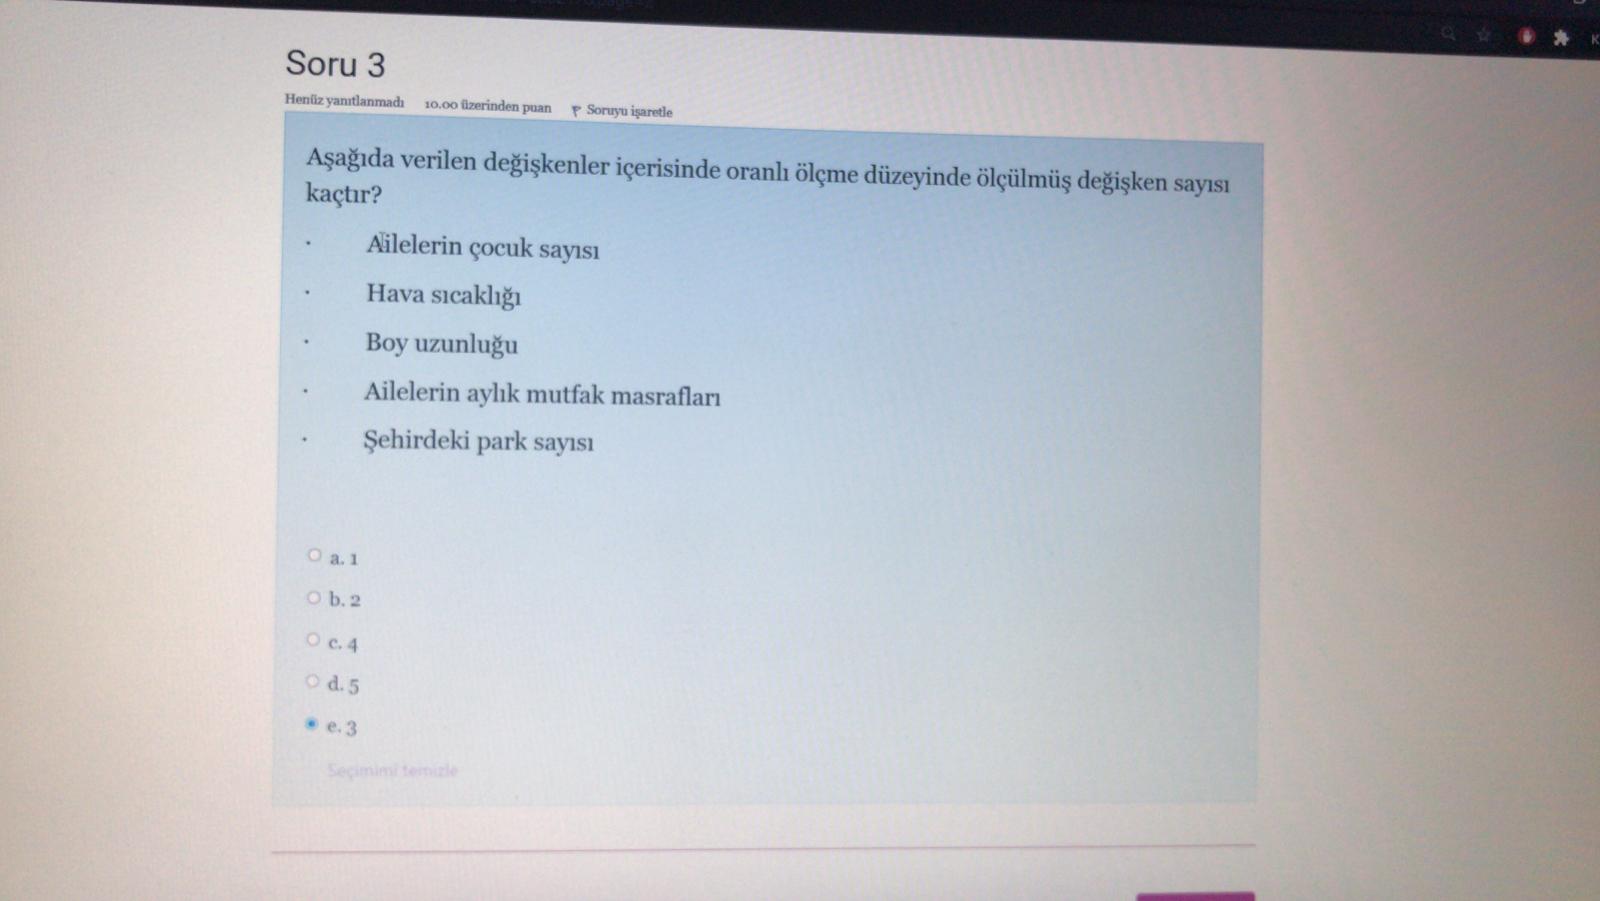 Soru 3
Henüz yanıtlanmadı 10.00 üzerinden puan Soruyu işaretle
Aşağıda verilen değişkenler içerisinde oranlı ölçme düzeyinde ölçülmüş değişken sayısı
kaçtır?
· Ailelerin çocuk sayısı
· Hava sıcaklığı
· Boy uzunluğu
· Ailelerin aylık mutfak masrafları
· Şehirdeki park sayısı
a. 1
b. 2
c. 4
d. 5
e. 3
Seçimimi temizle